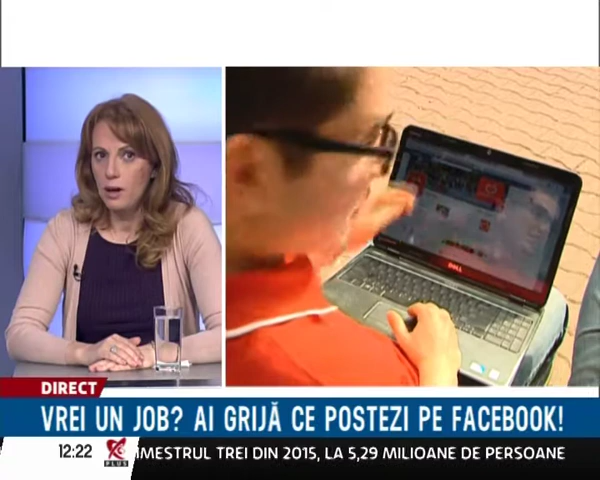 DELL
DIRECT
VREI UN JOB? AI GRIJĂ CE POSTEZI PE FACEBOOK!
12:22 PLUS IMESTRUL TREI DIN 2015, LA 5,29 MILIOANE DE PERSOANE